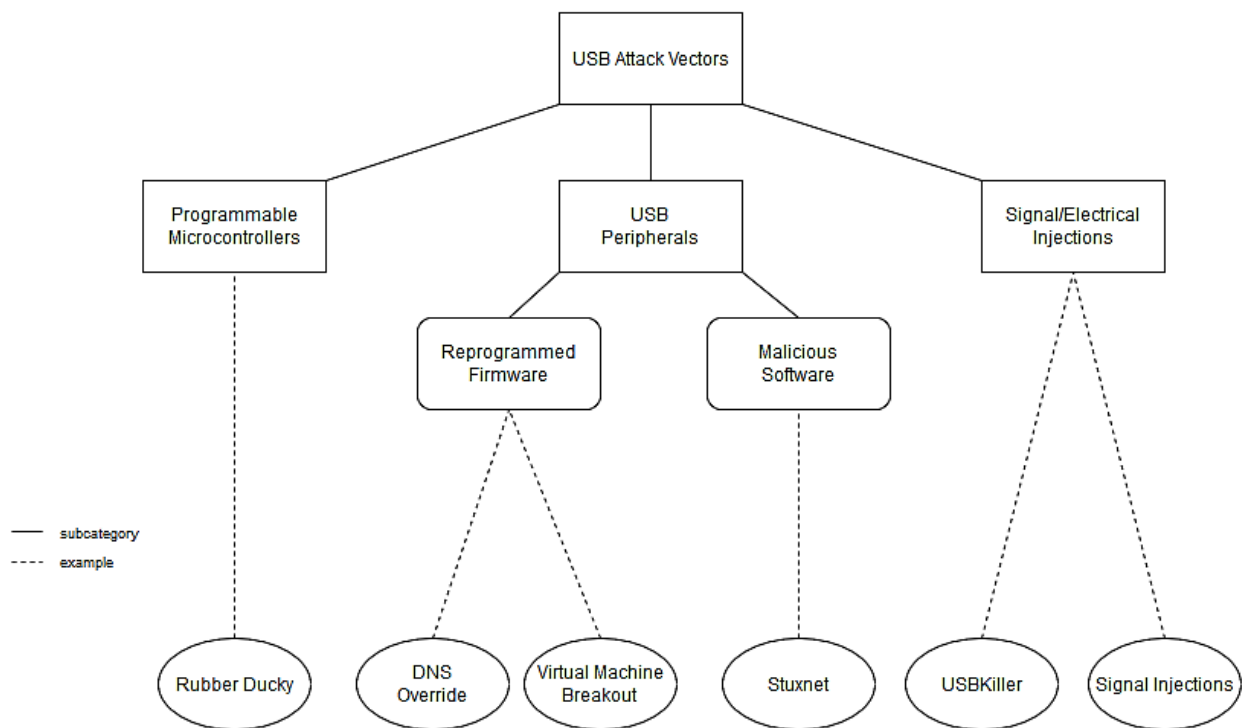 USB Attack Vectors
Programmable
Microcontrollers
USB
Peripherals
Signal/Electrical
Injections
Reprogrammed
Firmware
Malicious
Software
subcategory
example
Rubber Ducky
DNS
Override
Virtual Machine
Breakout
Stuxnet
USBKiller
Signal Injections